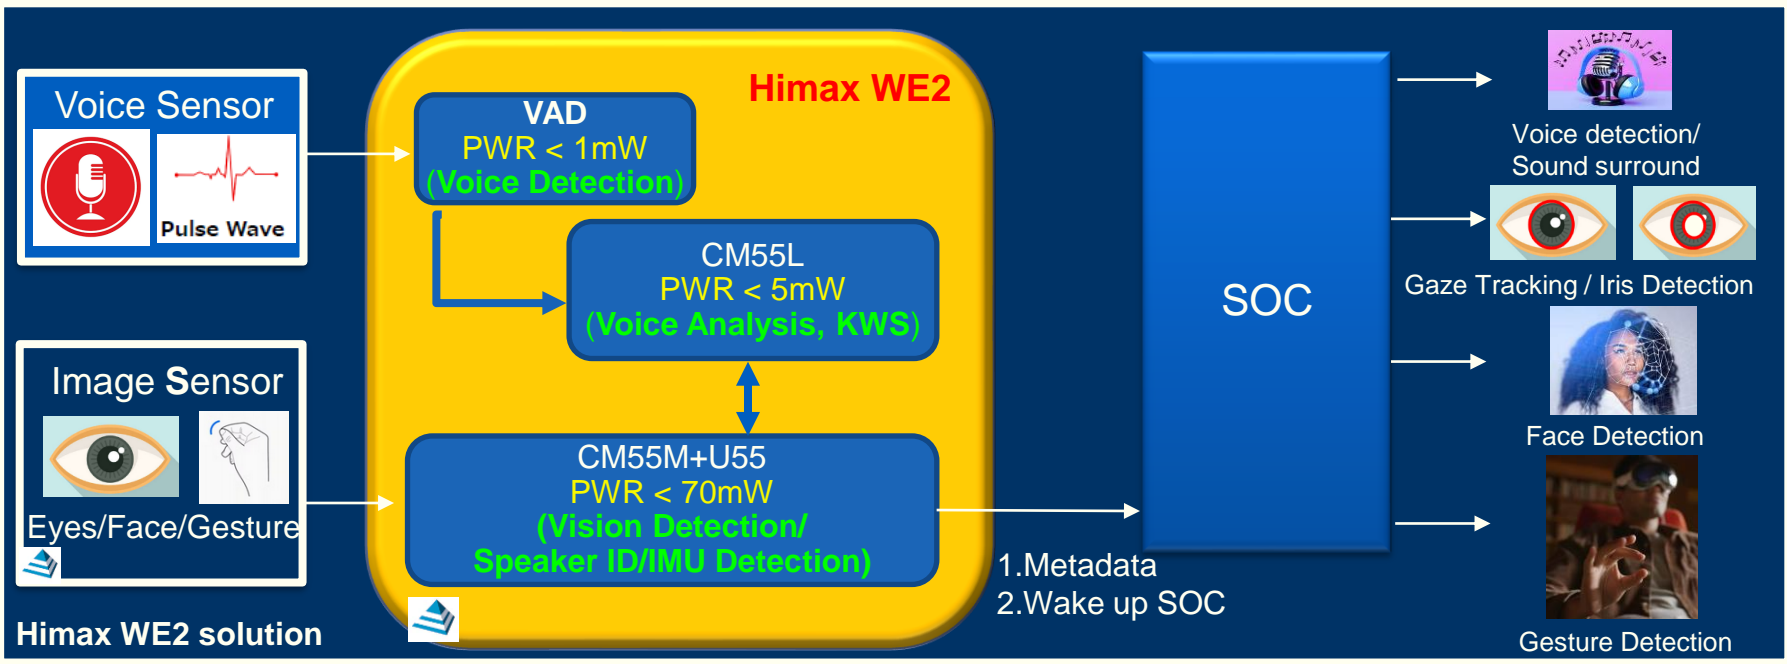 Voice Sensor
Pulse Wave
Image Sensor
Eyes/Face/Gesture
Himax WE2 solution
Himax WE2
VAD
PWR < 1mW
(Voice Detection)
CM55L
PWR < 5mW
(Voice Analysis, KWS)
CM55M+U55
PWR < 70mW
(Vision Detection/
Speaker ID/IMU Detection)
1.Metadata
2.Wake up SOC
SOC
Voice detection/
Sound surround
Gaze Tracking / Iris Detection
Face Detection
Gesture Detection